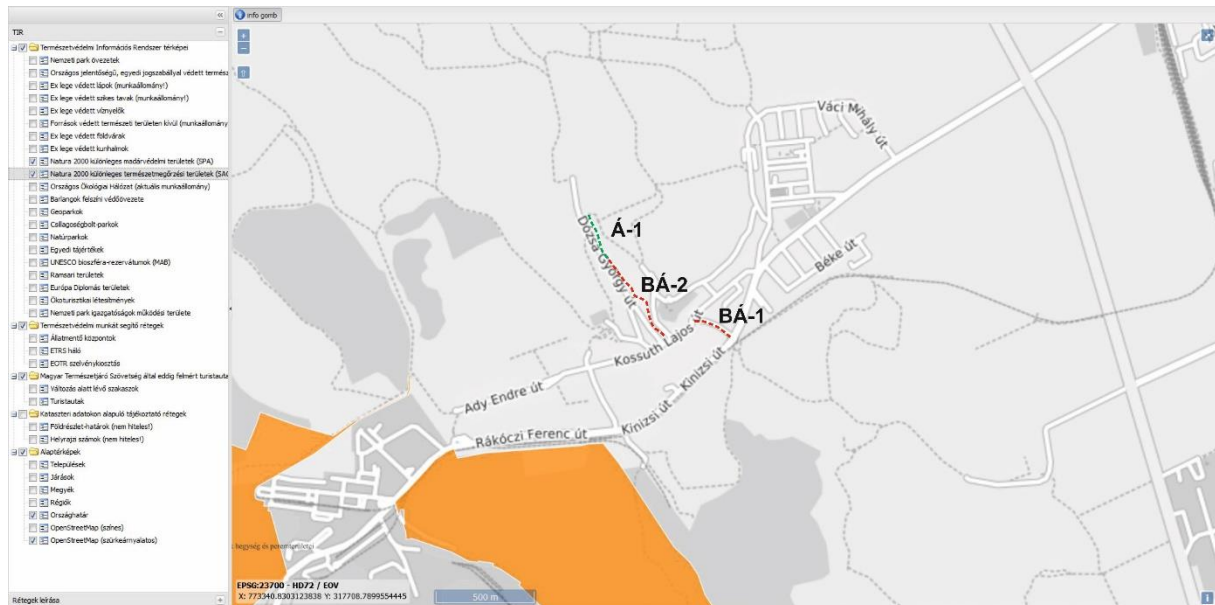 info gomb
TIR
Természetvédelmi Információs Rendszer térképei
Nemzeti park övezetek
Országos jelentőségű, egyedi jogszabállyal védett termész
Ex lege védett lápok (munkaállomány!)
Ex lege védett szikes tavak (munkaállomány!)
Ex lege védett víznyelők
Források védett természeti területen kívül (munkaállomány
Ex lege védett földvárak
Ex lege védett kunhalmok
Natura 2000 különleges madárvédelmi területek (SPA)
Natura 2000 különleges természetmegőrzési területek (SAC
Országos Ökológiai Hálózat (aktuális munkaállomány)
Barlangok felszíni védőövezete
Geoparkok
Csillagoségbolt-parkok
Natúrparkok
Egyedi tájértékek
UNESCO bioszféra-rezervátumok (MAB)
Ramsari területek
Európa Diplomás területek
Ökoturisztikai létesítmények
Nemzeti park igazgatóságok működési területe
Természetvédelmi munkát segítő rétegek
Állatmentő központok
ETRS háló
EOTR szelvénykiosztás
Magyar Természetjáró Szövetség által eddig felmért turistauta
Változás alatt lévő szakaszok
Turistautak
Kataszteri adatokon alapuló tájékoztató rétegek
Földrészlet-határok (nem hiteles!)
Helyrajzi számok (nem hiteles!)
Alaptérképek
Települések
Járások
Megyék
Régiók
Országhatár
OpenStreetMap (színes)
OpenStreetMap (szürkeárnyalatos)
Rétegek leírása
Váci Mihály út
Á-1
Dózsa György út
BÁ-2
Béke út
BÁ-1
Kossuth Lajos út
Kinizsi út
Ady Endre út
Kinizsi út
Rákóczi Ferenc út
k hegység és peremterületei
EPSG:23700 - HD72 / EOV
X: 773340.8303123838 Y: 317708.7899554445
500 m